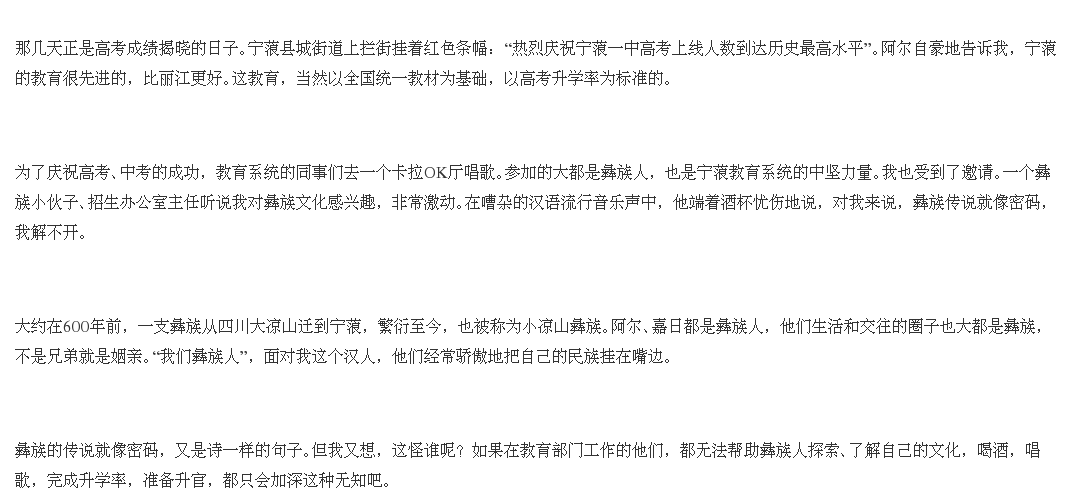 那几天正是高考成绩揭晓的日子。宁蒗县城街道上拦街挂着红色条幅：“热烈庆祝宁蒗一中高考上线人数到达历史最高水平”。阿尔自豪地告诉我，宁蒗
的教育很先进的，比丽江更好。这教育，当然以全国统一教材为基础，以高考升学率为标准的。
为了庆祝高考、中考的成功，教育系统的同事们去一个卡拉OK厅唱歌。参加的大都是彝族人，也是宁蒗教育系统的中坚力量。我也受到了邀请。一个彝
族小伙子、招生办公室主任听说我对彝族文化感兴趣，非常激动。在嘈杂的汉语流行音乐声中，他端着酒杯忧伤地说，对我来说，彝族传说就像密码，
我解不开。
大约在600年前，一支彝族从四川大凉山迁到宁蒗，繁衍至今，也被称为小凉山彝族。阿尔、嘉日都是彝族人，他们生活和交往的圈子也大都是彝族，
不是兄弟就是姻亲。“我们彝族人”，面对我这个汉人，他们经常骄傲地把自己的民族挂在嘴边。
彝族的传说就像密码，又是诗一样的句子。但我又想，这怪谁呢？如果在教育部门工作的他们，都无法帮助彝族人探索、了解自己的文化，喝酒，唱
歌，完成升学率，准备升官，都只会加深这种无知吧。